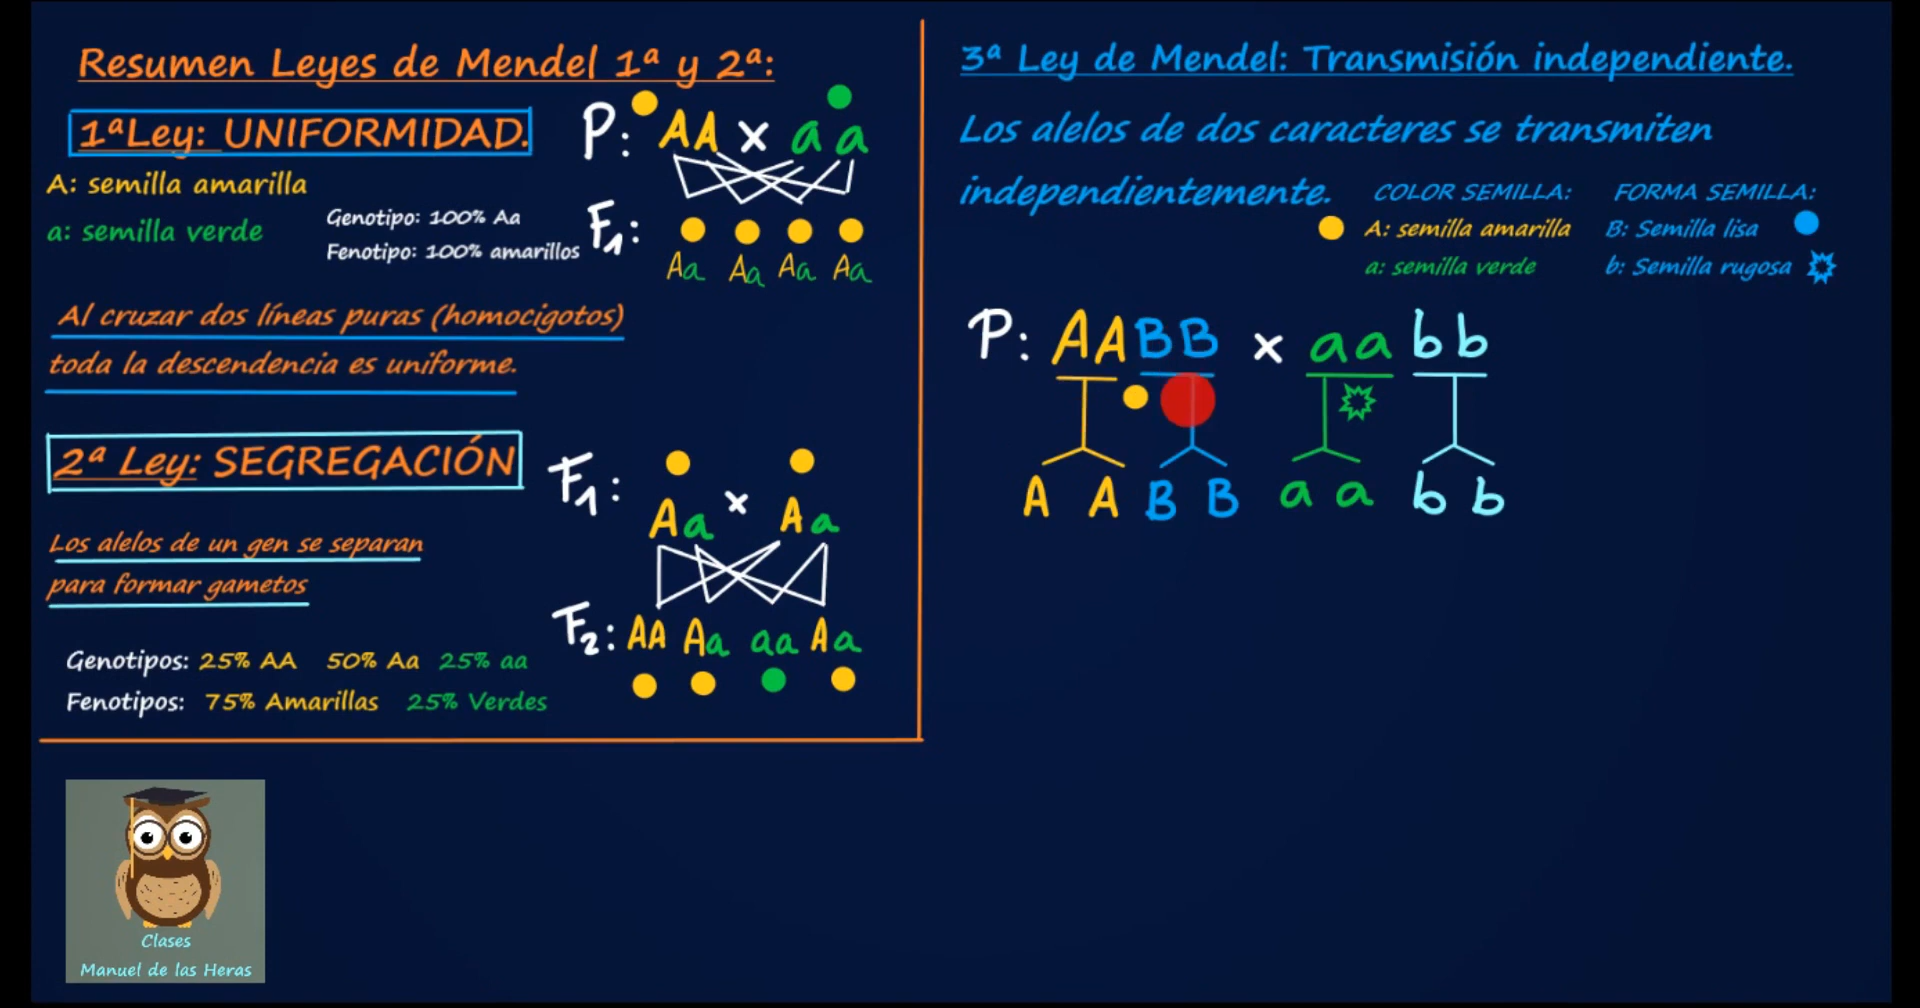 Resumen Leyes de Mendel 1ª y 2ª:
1ªLey: UNIFORMIDAD.
P: AA x aa
A: semilla amarilla
a: semilla verde
Genotipo: 100% Aa
Fenotipo: 100% amarillos
F1:
Aa Aa Aa Aa
Al cruzar dos líneas puras (homocigotos)
toda la descendencia es uniforme.
2ª Ley: SEGREGACIÓN
F1:
Aa x Aa
Los alelos de un gen se separan
para formar gametos
F2: AA Aa aa Aa
Genotipos: 25% AA 50% Aa 25% aa
Fenotipos: 75% Amarillas 25% Verdes
Clases
Manuel de las Heras
3ª Ley de Mendel: Transmisión independiente.
Los alelos de dos caracteres se transmiten
independientemente.
COLOR SEMILLA:
A: semilla amarilla
a: semilla verde
FORMA SEMILLA:
B: Semilla lisa
b: Semilla rugosa
P: AABB x aabb
A A B B a a b b